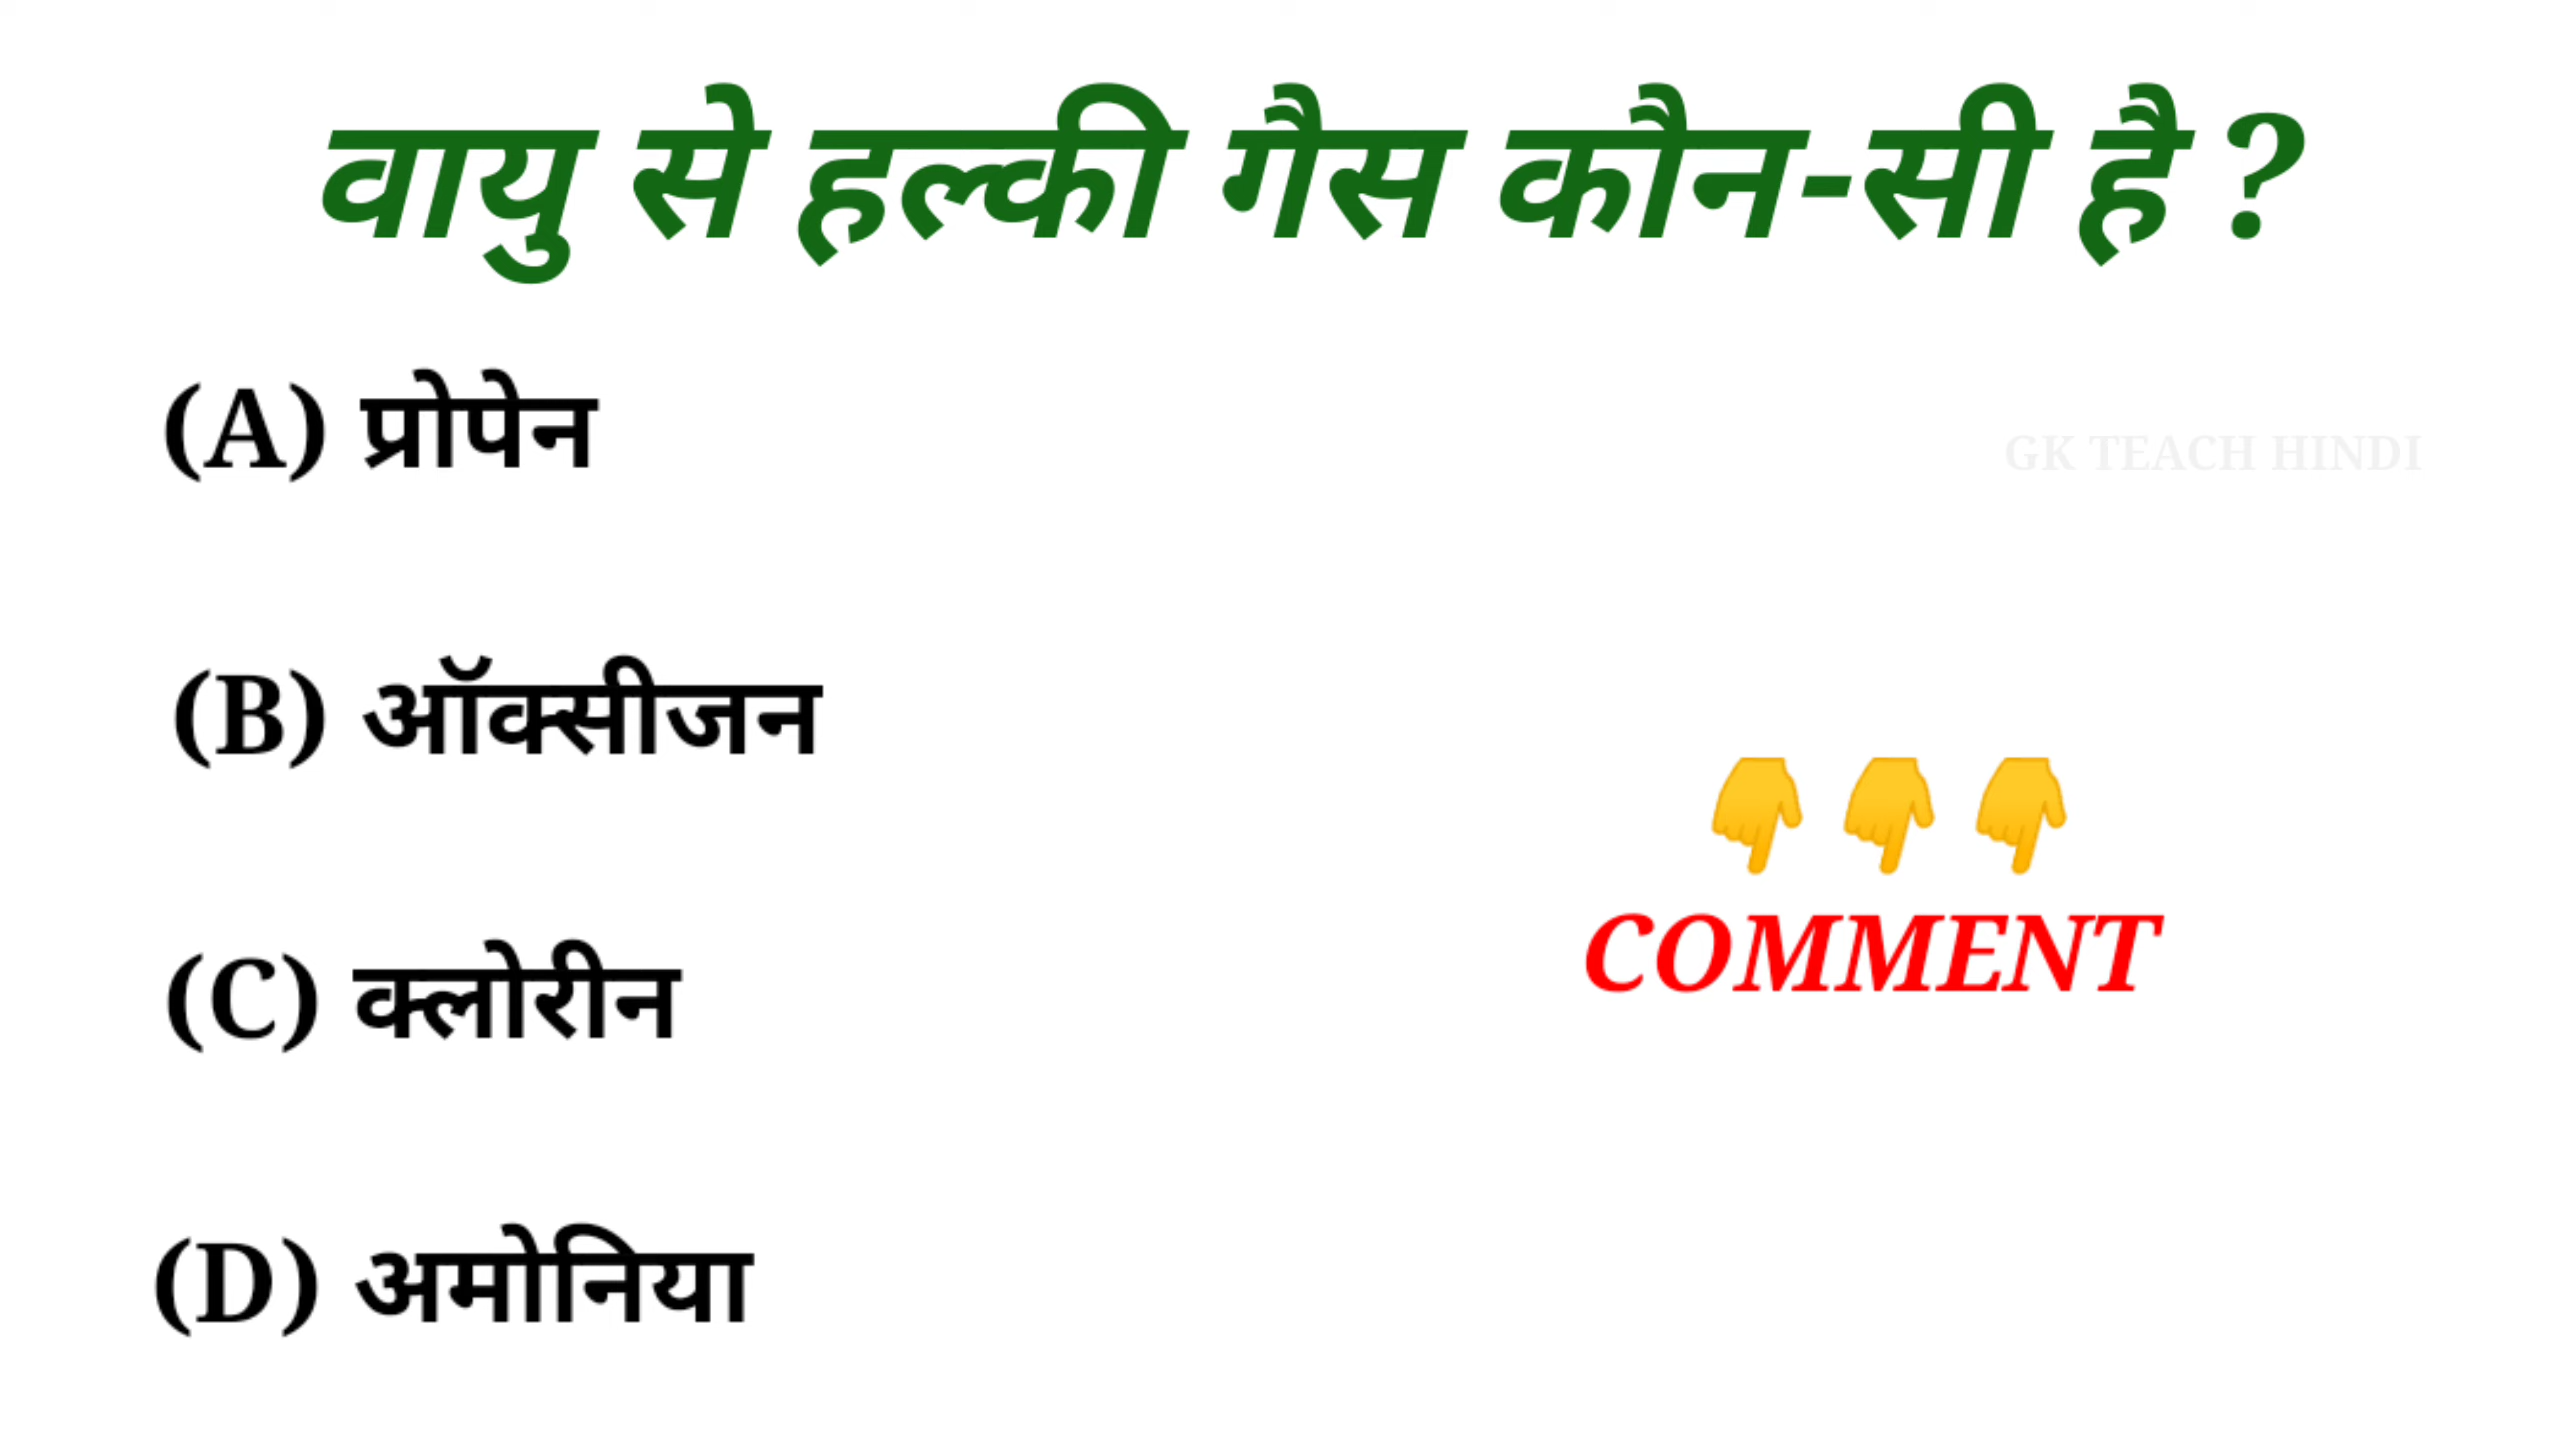 वायु से हल्की गैस कौन-सी है ?
(A) प्रोपेन
GK TEACH HINDI
(B) ऑक्सीजन
👇👇👇
COMMENT
(C) क्लोरीन
(D) अमोनिया